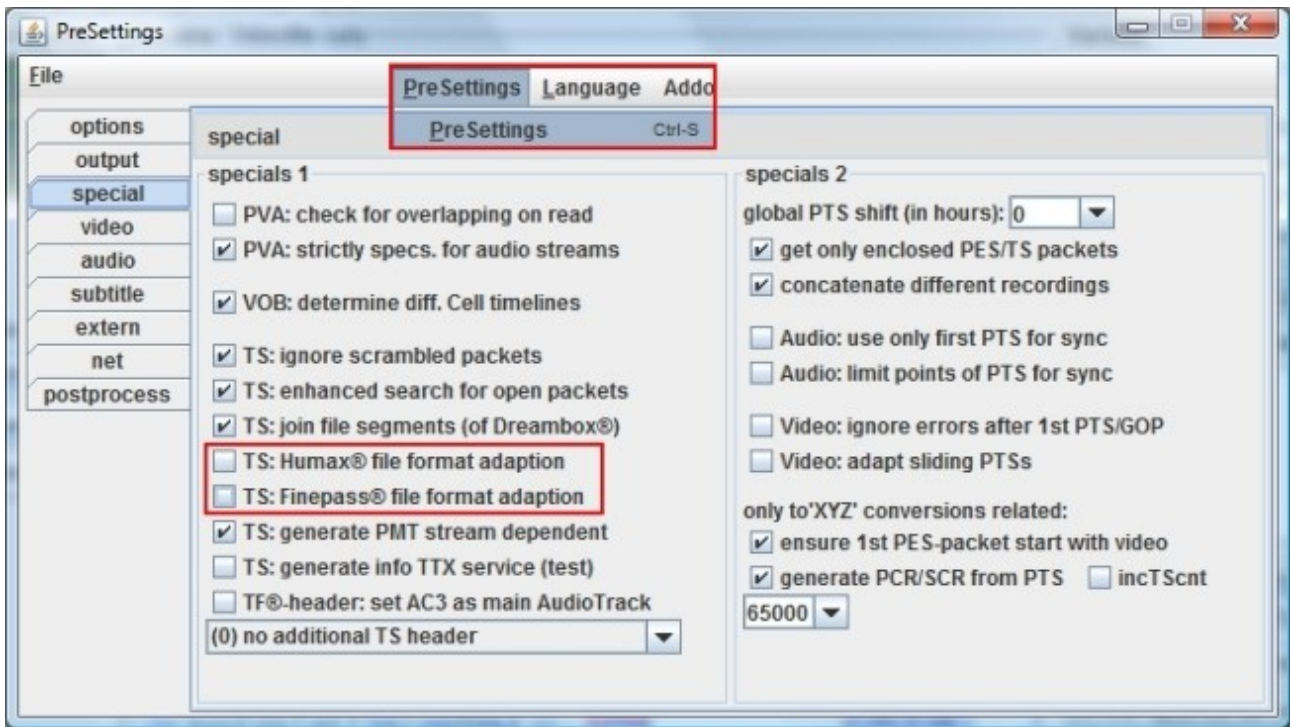 PreSettings
File
PreSettings Language Addo
PreSettings Ctrl-S
options
output
special
video
audio
subtitle
extern
net
postprocess
special
specials 1
PVA: check for overlapping on read
PVA: strictly specs. for audio streams
VOB: determine diff. Cell timelines
TS: ignore scrambled packets
TS: enhanced search for open packets
TS: join file segments (of Dreambox®)
TS: Humax® file format adaption
TS: Finepass® file format adaption
TS: generate PMT stream dependent
TS: generate info TTX service (test)
TF®-header: set AC3 as main AudioTrack
(0) no additional TS header
specials 2
global PTS shift (in hours): 0
get only enclosed PES/TS packets
concatenate different recordings
Audio: use only first PTS for sync
Audio: limit points of PTS for sync
Video: ignore errors after 1st PTS/GOP
Video: adapt sliding PTSs
only to'XYZ' conversions related:
ensure 1st PES-packet start with video
generate PCR/SCR from PTS incTScnt
65000